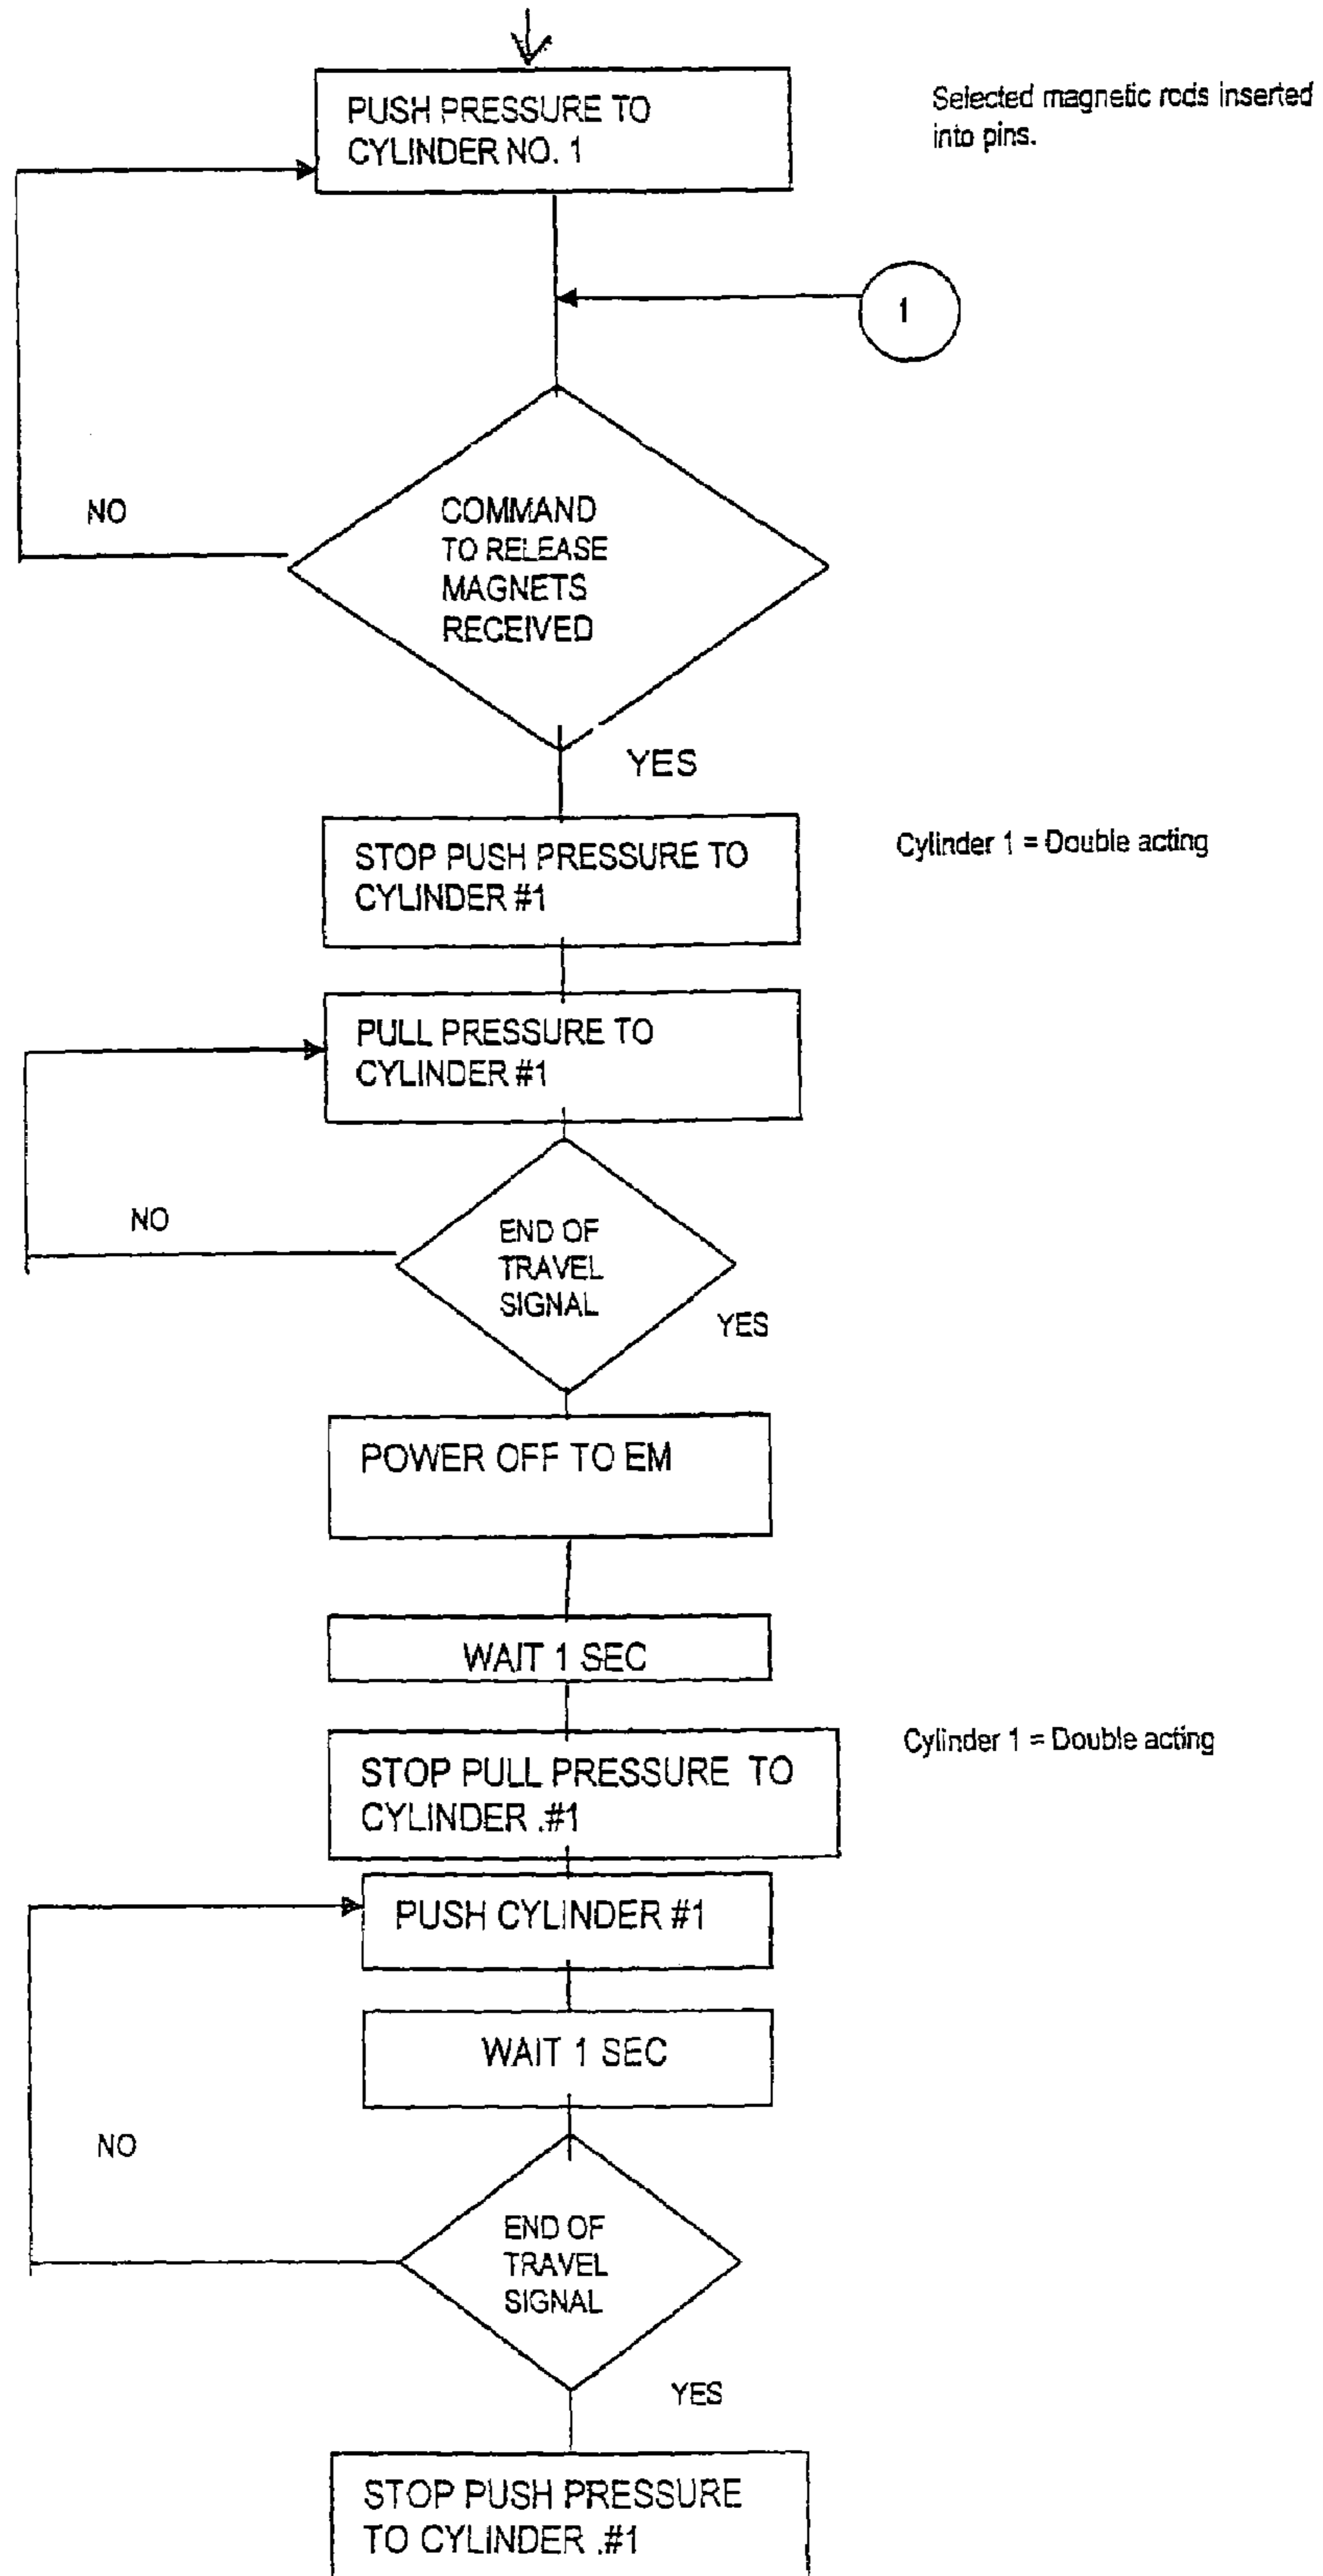 PUSH PRESSURE TO
CYLINDER NO. 1
Selected magnetic rods inserted
into pins.
1
NO
COMMAND
TO RELEASE
MAGNETS
RECEIVED
YES
STOP PUSH PRESSURE TO
CYLINDER #1
Cylinder 1 = Double acting
PULL PRESSURE TO
CYLINDER #1
NO
END OF
TRAVEL
SIGNAL
YES
POWER OFF TO EM
WAIT 1 SEC
STOP PULL PRESSURE TO
CYLINDER .#1
Cylinder 1 = Double acting
PUSH CYLINDER #1
WAIT 1 SEC
NO
END OF
TRAVEL
SIGNAL
YES
STOP PUSH PRESSURE
TO CYLINDER .#1